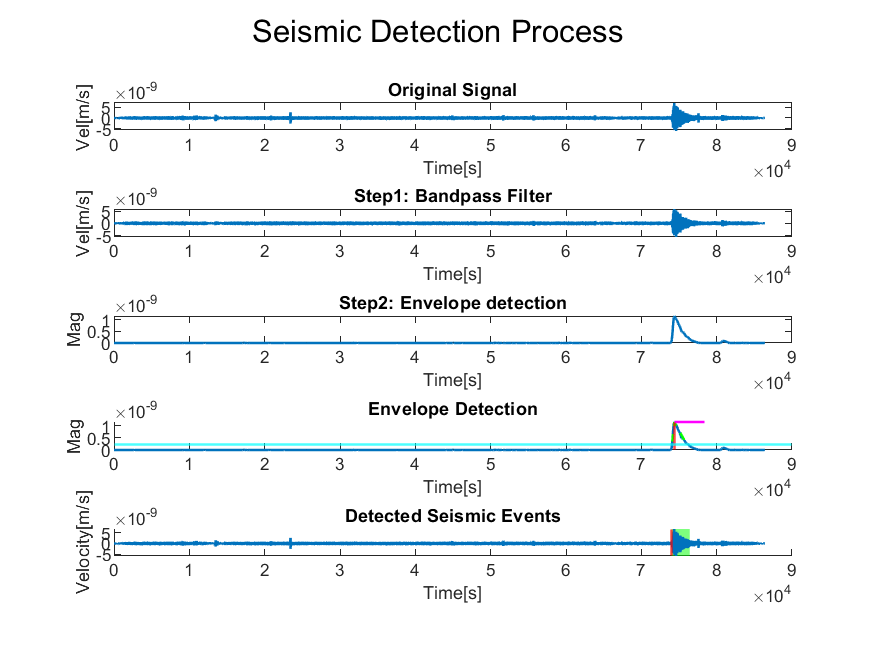 Seismic Detection Process
×10^-9
Original Signal
Vel[m/s]
5
0
-5
0 1 2 3 4 5 6 7 8 9
Time[s]
×10^4
×10^-9
Step1: Bandpass Filter
Vel[m/s]
5
0
-5
0 1 2 3 4 5 6 7 8 9
Time[s]
×10^4
×10^-9
Step2: Envelope detection
Mag
1
0.5
0
0 1 2 3 4 5 6 7 8 9
Time[s]
×10^4
×10^-9
Envelope Detection
Mag
1
0.5
0
0 1 2 3 4 5 6 7 8 9
Time[s]
×10^4
×10^-9
Detected Seismic Events
Velocity[m/s]
5
0
-5
0 1 2 3 4 5 6 7 8 9
Time[s]
×10^4